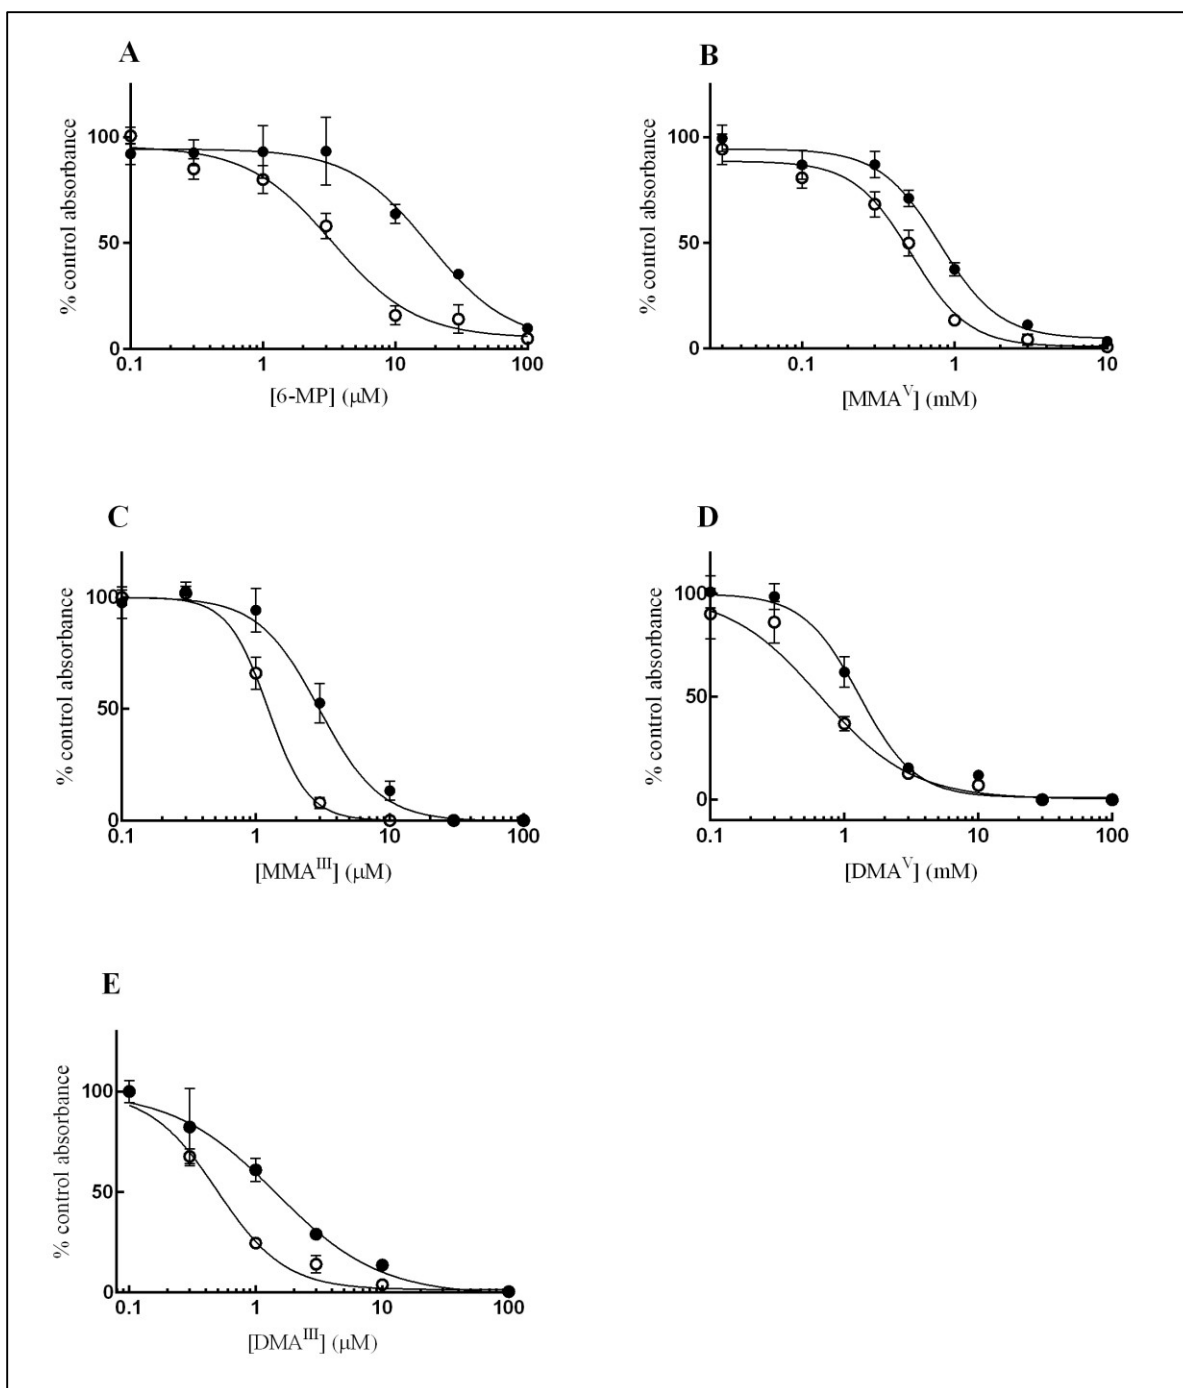 A
% control absorbance
100
50
0
0.1 1 10 100
[6-MP] (μM)
B
% control absorbance
100
50
0
0.1 1 10
[MMA^V] (mM)
C
% control absorbance
100
50
0
0.1 1 10 100
[MMA^III] (μM)
D
% control absorbance
100
50
0
0.1 1 10 100
[DMA^V] (mM)
E
% control absorbance
100
50
0
0.1 1 10 100
[DMA^III] (μM)